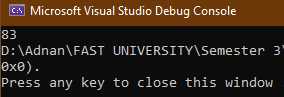 Microsoft Visual Studio Debug Console
83
D:\Adnan\FAST UNIVERSITY\Semester 3\
0x0).
Press any key to close this window